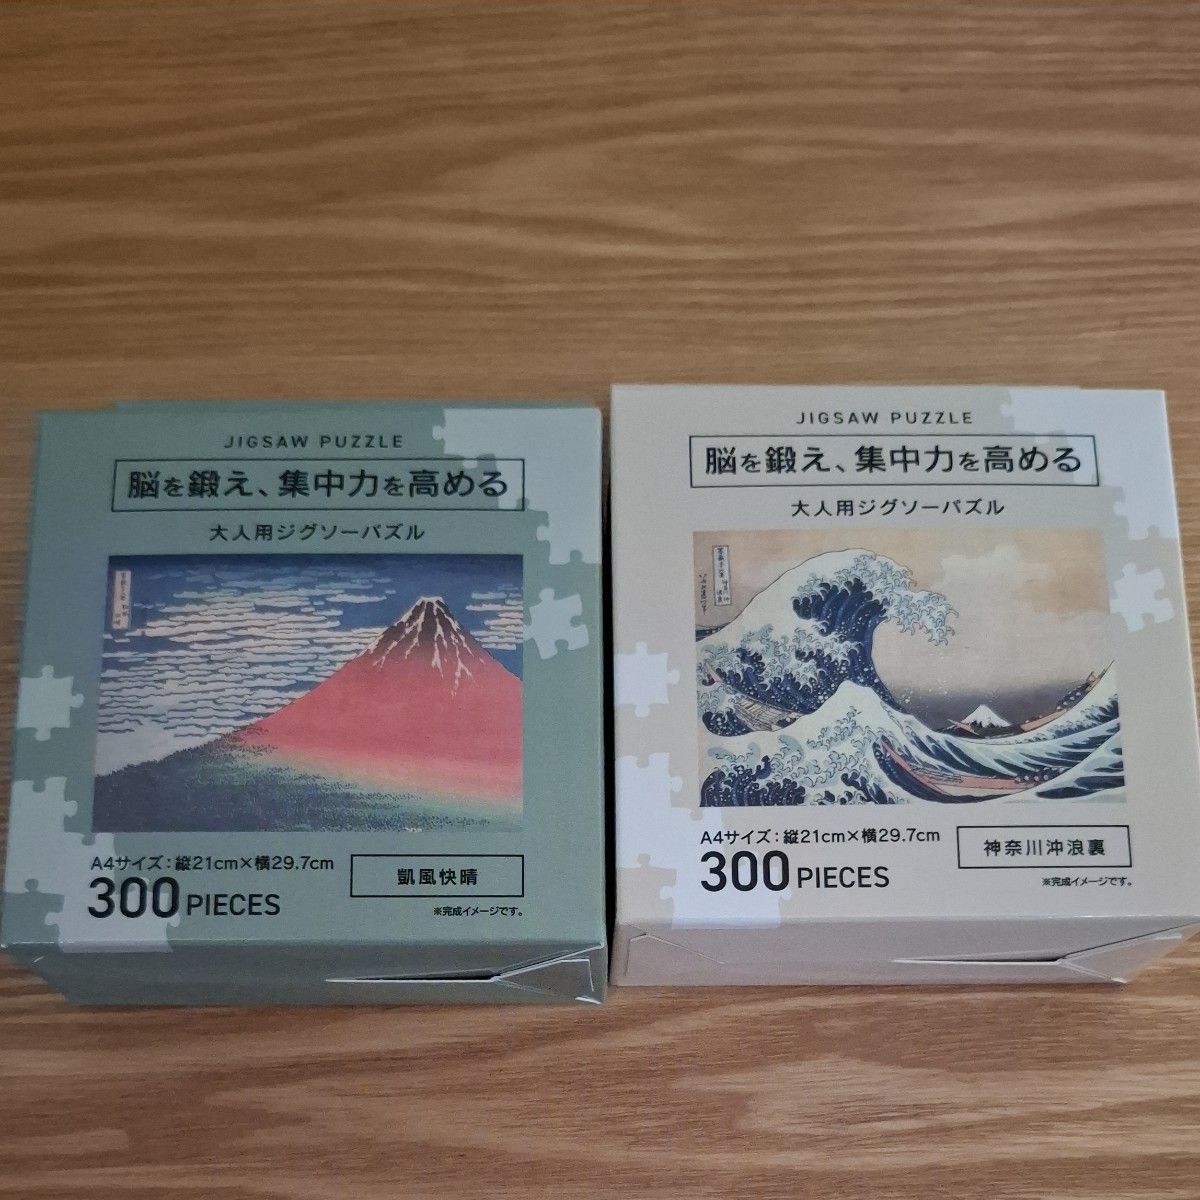 JIGSAW PUZZLE
脳を鍛え、集中力を高める
大人用ジグソーパズル
A4サイズ:縦21cm×横29.7cm
300 PIECES
凱風快晴
※完成イメージです。
JIGSAW PUZZLE
脳を鍛え、集中力を高める
大人用ジグソーパズル
A4サイズ:縦21cm×横29.7cm
300 PIECES
神奈川沖浪裏
※完成イメージです。